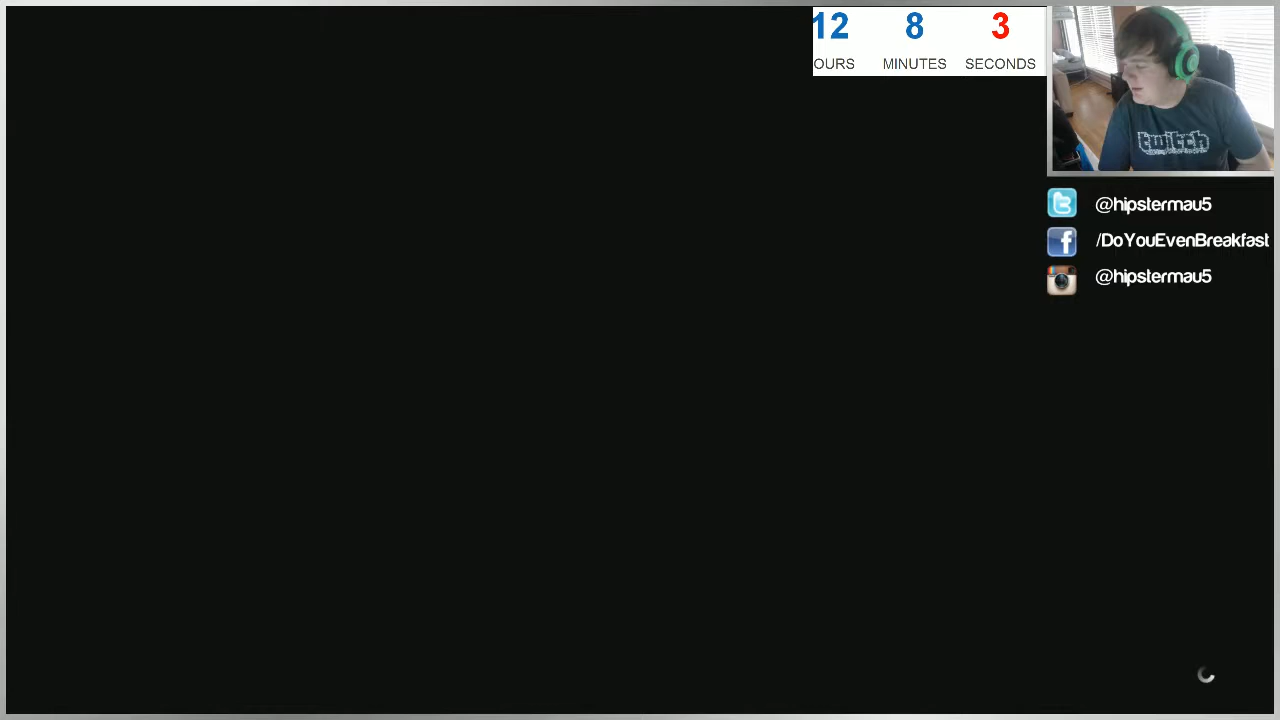 12 8 3
OURS MINUTES SECONDS
twitch
@hipstermau5
/DoYouEvenBreakfast
@hipstermau5